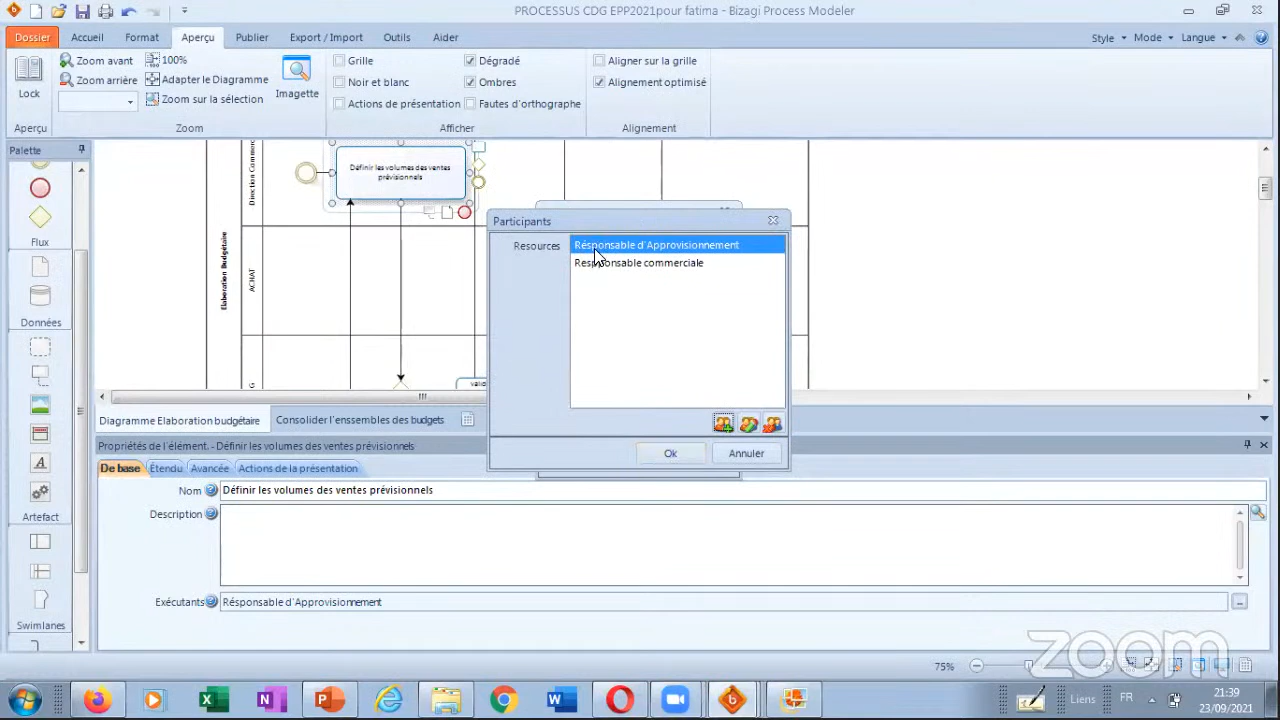 PROCESSUS CDG EPP2021pour fatima - Bizagi Process Modeler
Dossier Accueil Format Aperçu Publier Export / Import Outils Aider Style Mode Langue
Zoom avant 100% Grille Dégradé Aligner sur la grille
Zoom arrière Adapter le Diagramme Noir et blanc Ombres Alignement optimisé
Lock Zoom sur la sélection Imagette Actions de présentation Fautes d'orthographe
Aperçu Zoom Afficher Alignement
Palette
Définir les volumes des ventes prévisionnels
Elaboration Budgétaire
ACHAT
Participants
Resources Résponsable d'Approvisionnement
Responsable commerciale
Flux
Données
Diagramme Elaboration budgétaire Consolider l'enssembles des budgets
Ok Annuler
Propriétés de l'élément. - Définir les volumes des ventes prévisionnels
De base Étendu Avancée Actions de la présentation
Nom Définir les volumes des ventes prévisionnels
Description
Artefact
Exécutants Résponsable d'Approvisionnement
Swimlanes
zoom
75%
Liens FR 21:39
23/09/2021